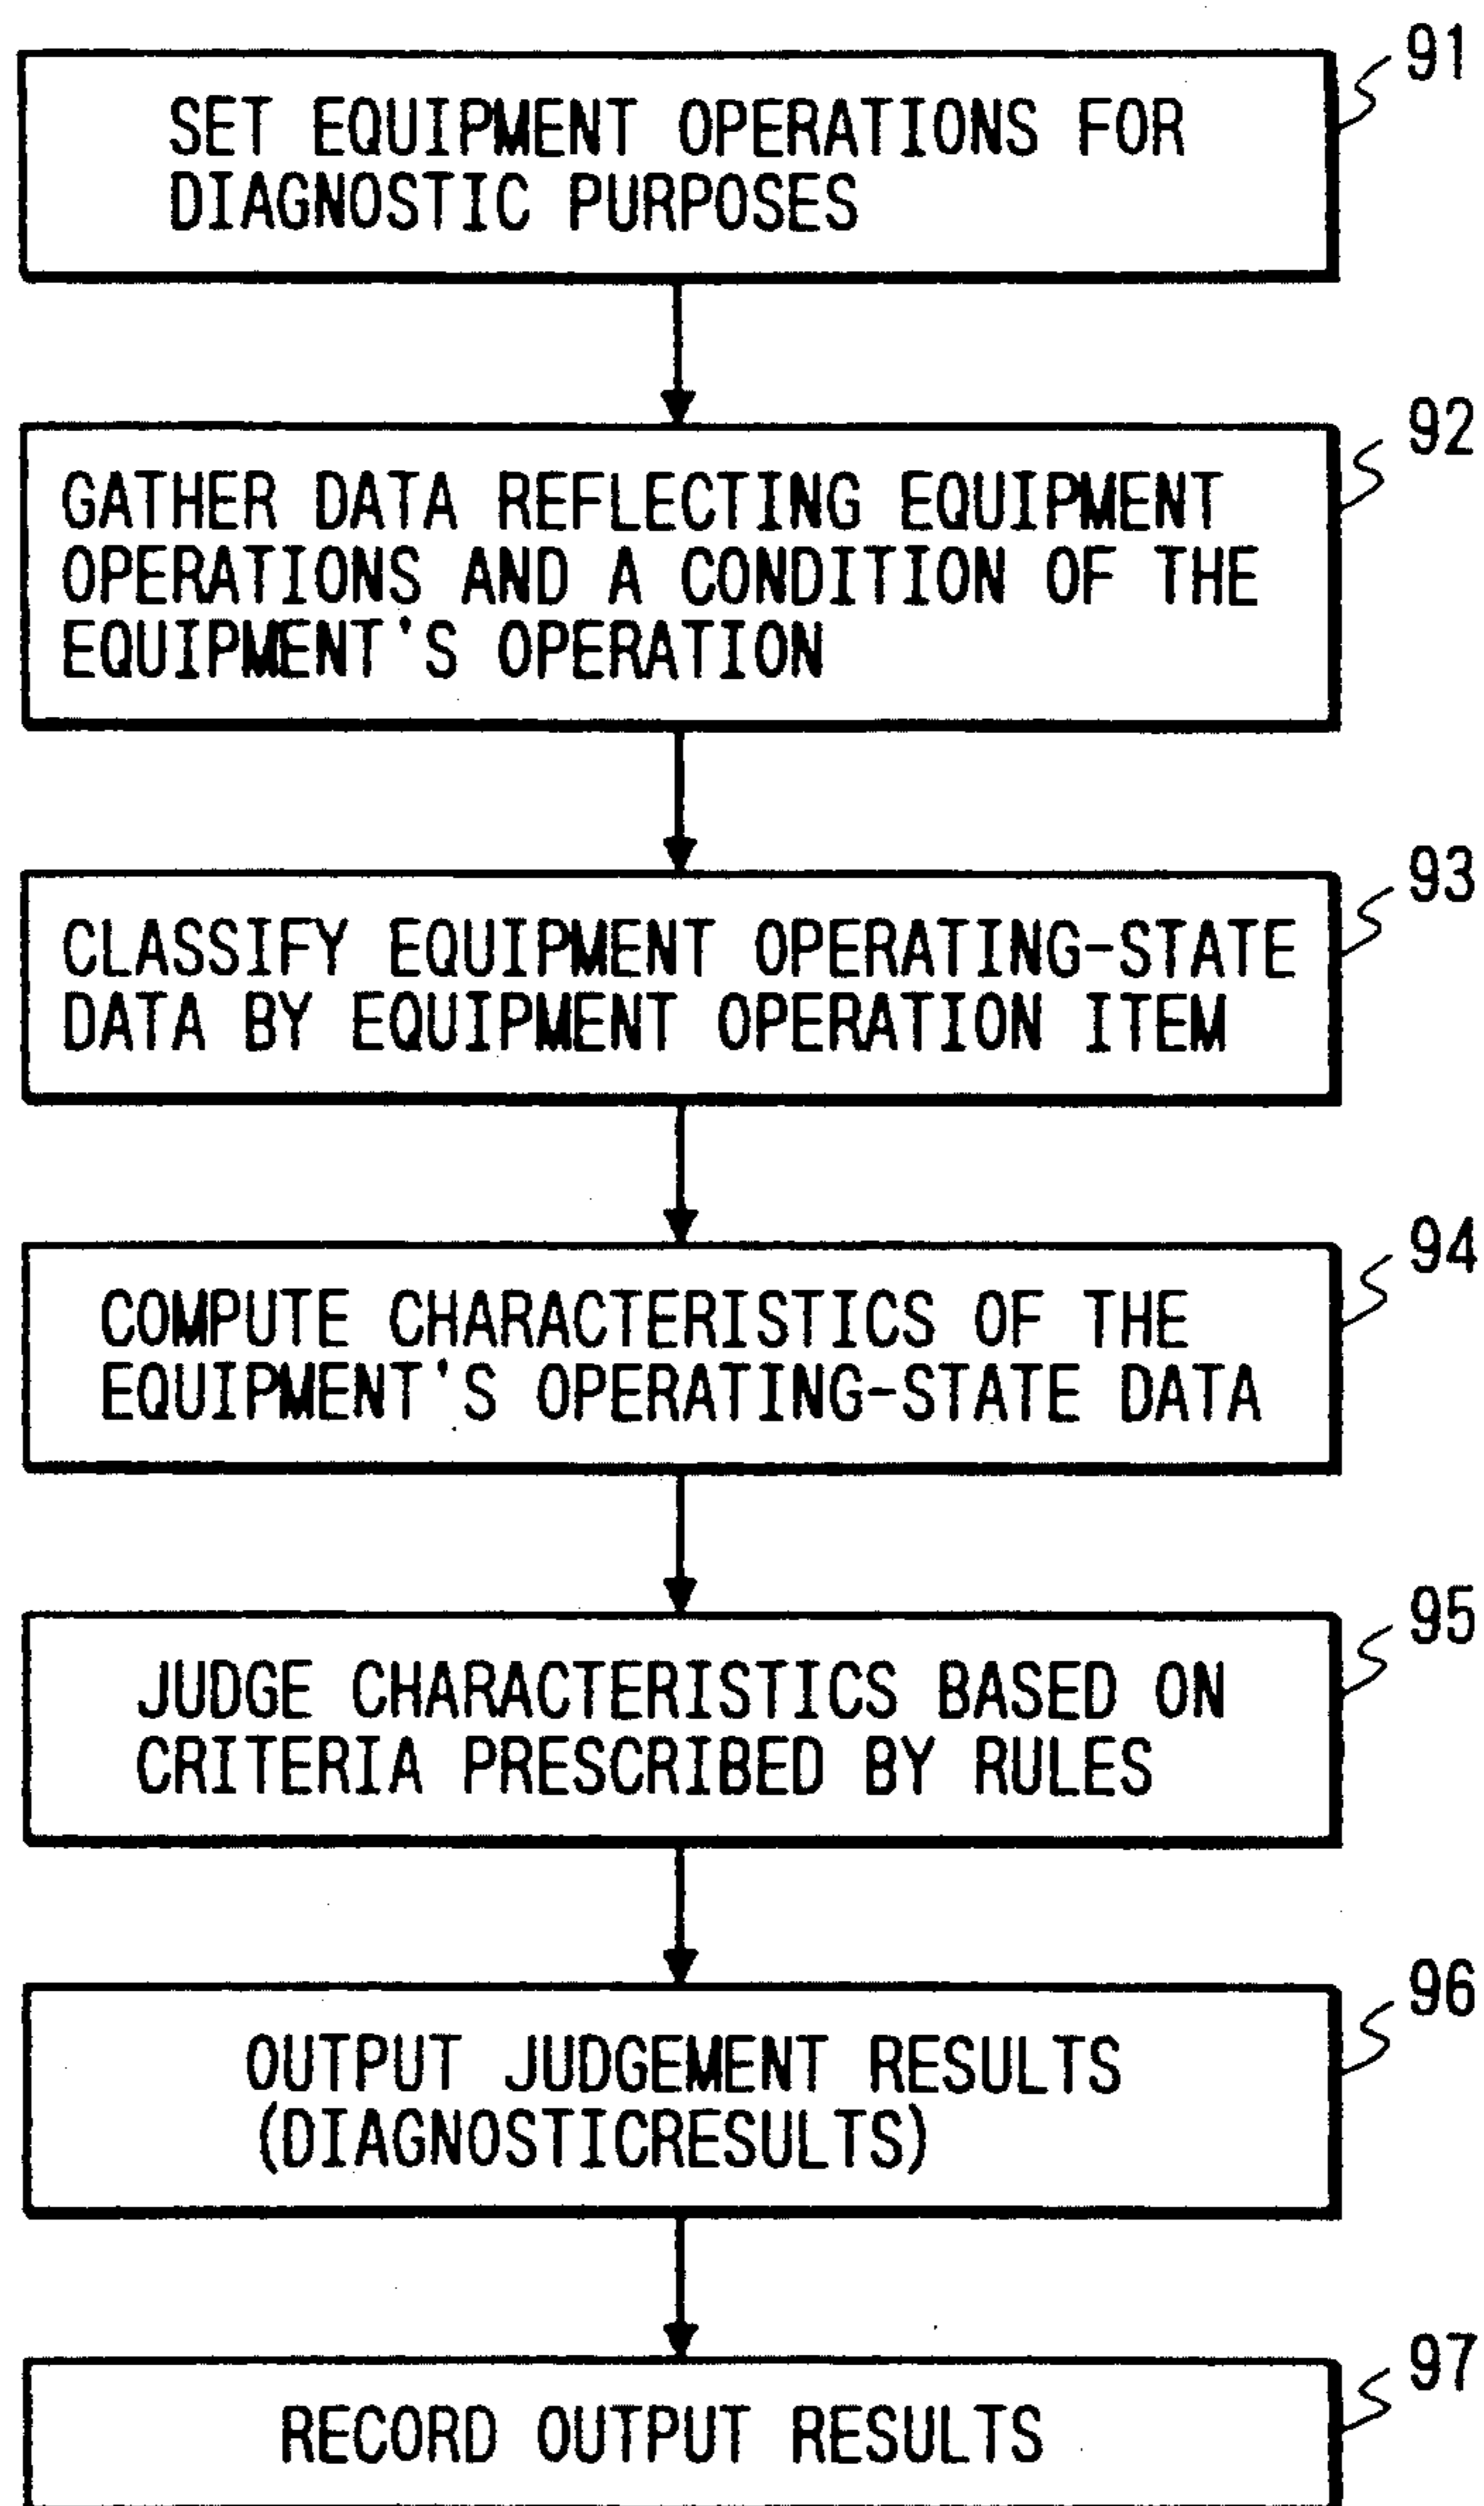 91
SET EQUIPMENT OPERATIONS FOR
DIAGNOSTIC PURPOSES
92
GATHER DATA REFLECTING EQUIPMENT
OPERATIONS AND A CONDITION OF THE
EQUIPMENT'S OPERATION
93
CLASSIFY EQUIPMENT OPERATING-STATE
DATA BY EQUIPMENT OPERATION ITEM
94
COMPUTE CHARACTERISTICS OF THE
EQUIPMENT'S OPERATING-STATE DATA
95
JUDGE CHARACTERISTICS BASED ON
CRITERIA PRESCRIBED BY RULES
96
OUTPUT JUDGEMENT RESULTS
(DIAGNOSTICRESULTS)
97
RECORD OUTPUT RESULTS